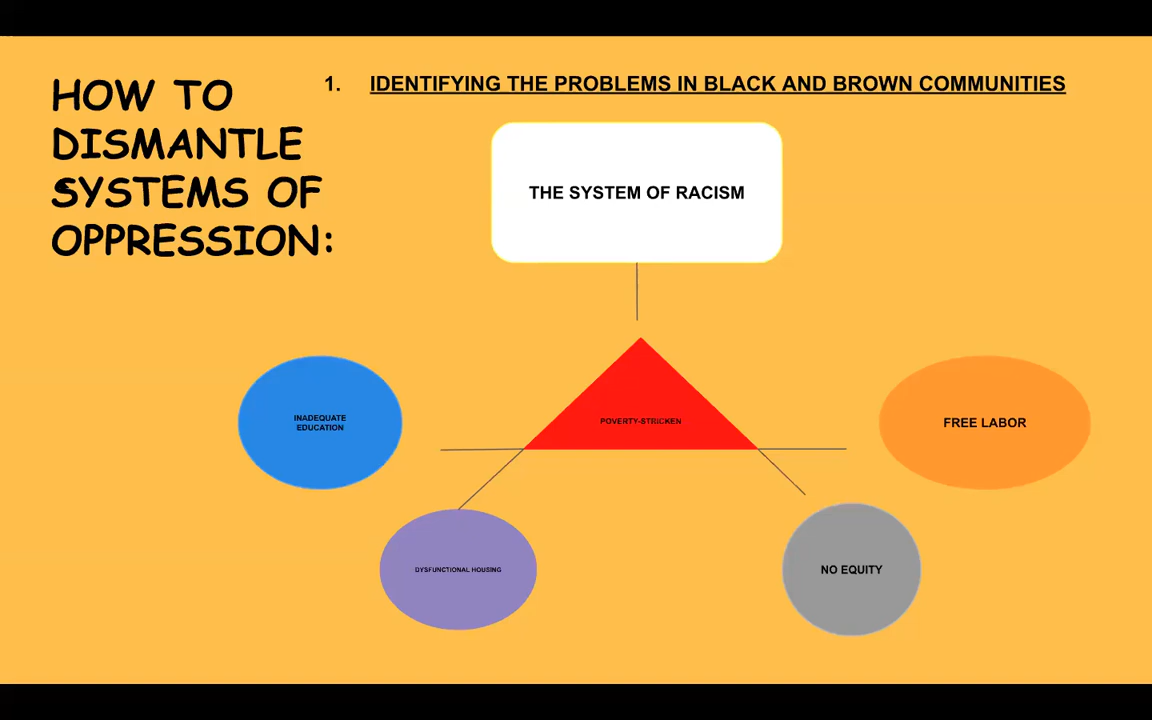 HOW TO
DISMANTLE
SYSTEMS OF
OPPRESSION:
1. IDENTIFYING THE PROBLEMS IN BLACK AND BROWN COMMUNITIES
THE SYSTEM OF RACISM
INADEQUATE
EDUCATION
POVERTY-STRICKEN
FREE LABOR
DYSFUNCTIONAL HOUSING
NO EQUITY